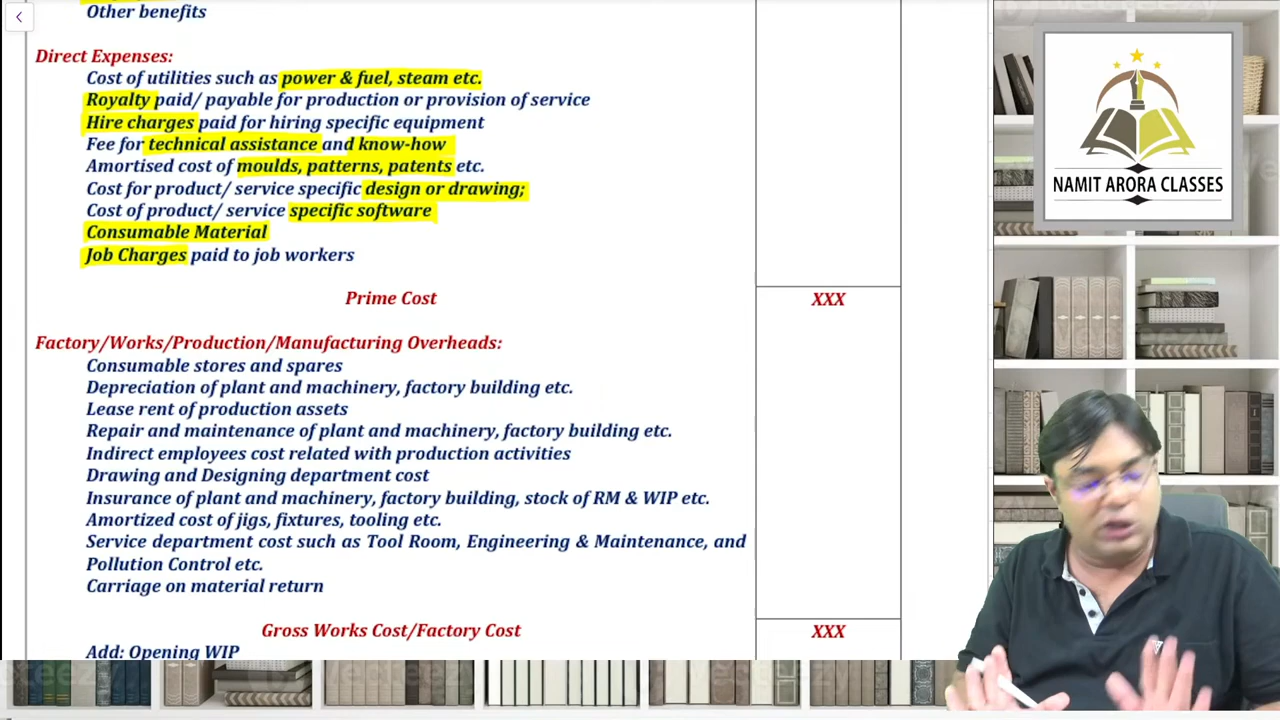 Other benefits
Direct Expenses:
Cost of utilities such as power & fuel, steam etc.
Royalty paid/ payable for production or provision of service
Hire charges paid for hiring specific equipment
Fee for technical assistance and know-how
Amortised cost of moulds, patterns, patents etc.
Cost for product/ service specific design or drawing;
Cost of product/ service specific software
Consumable Material
Job Charges paid to job workers
Prime Cost XXX
Factory/Works/Production/Manufacturing Overheads:
Consumable stores and spares
Depreciation of plant and machinery, factory building etc.
Lease rent of production assets
Repair and maintenance of plant and machinery, factory building etc.
Indirect employees cost related with production activities
Drawing and Designing department cost
Insurance of plant and machinery, factory building, stock of RM & WIP etc.
Amortized cost of jigs, fixtures, tooling etc.
Service department cost such as Tool Room, Engineering & Maintenance, and
Pollution Control etc.
Carriage on material return
Gross Works Cost/Factory Cost XXX
Add: Opening WIP
NAMIT ARORA CLASSES